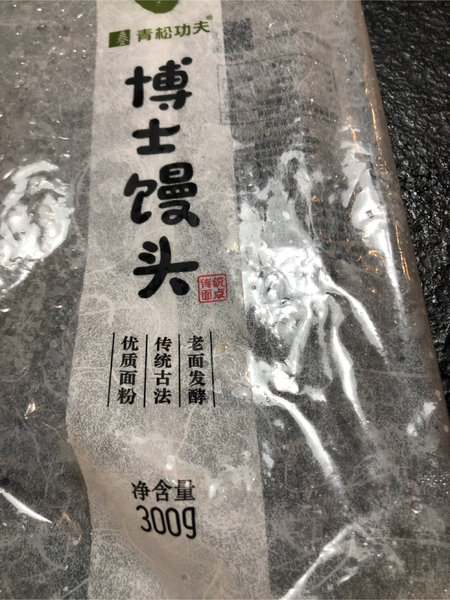 青松功夫
博士馒头
传统面点
老面发酵
传统古法
优质面粉
净含量
300g